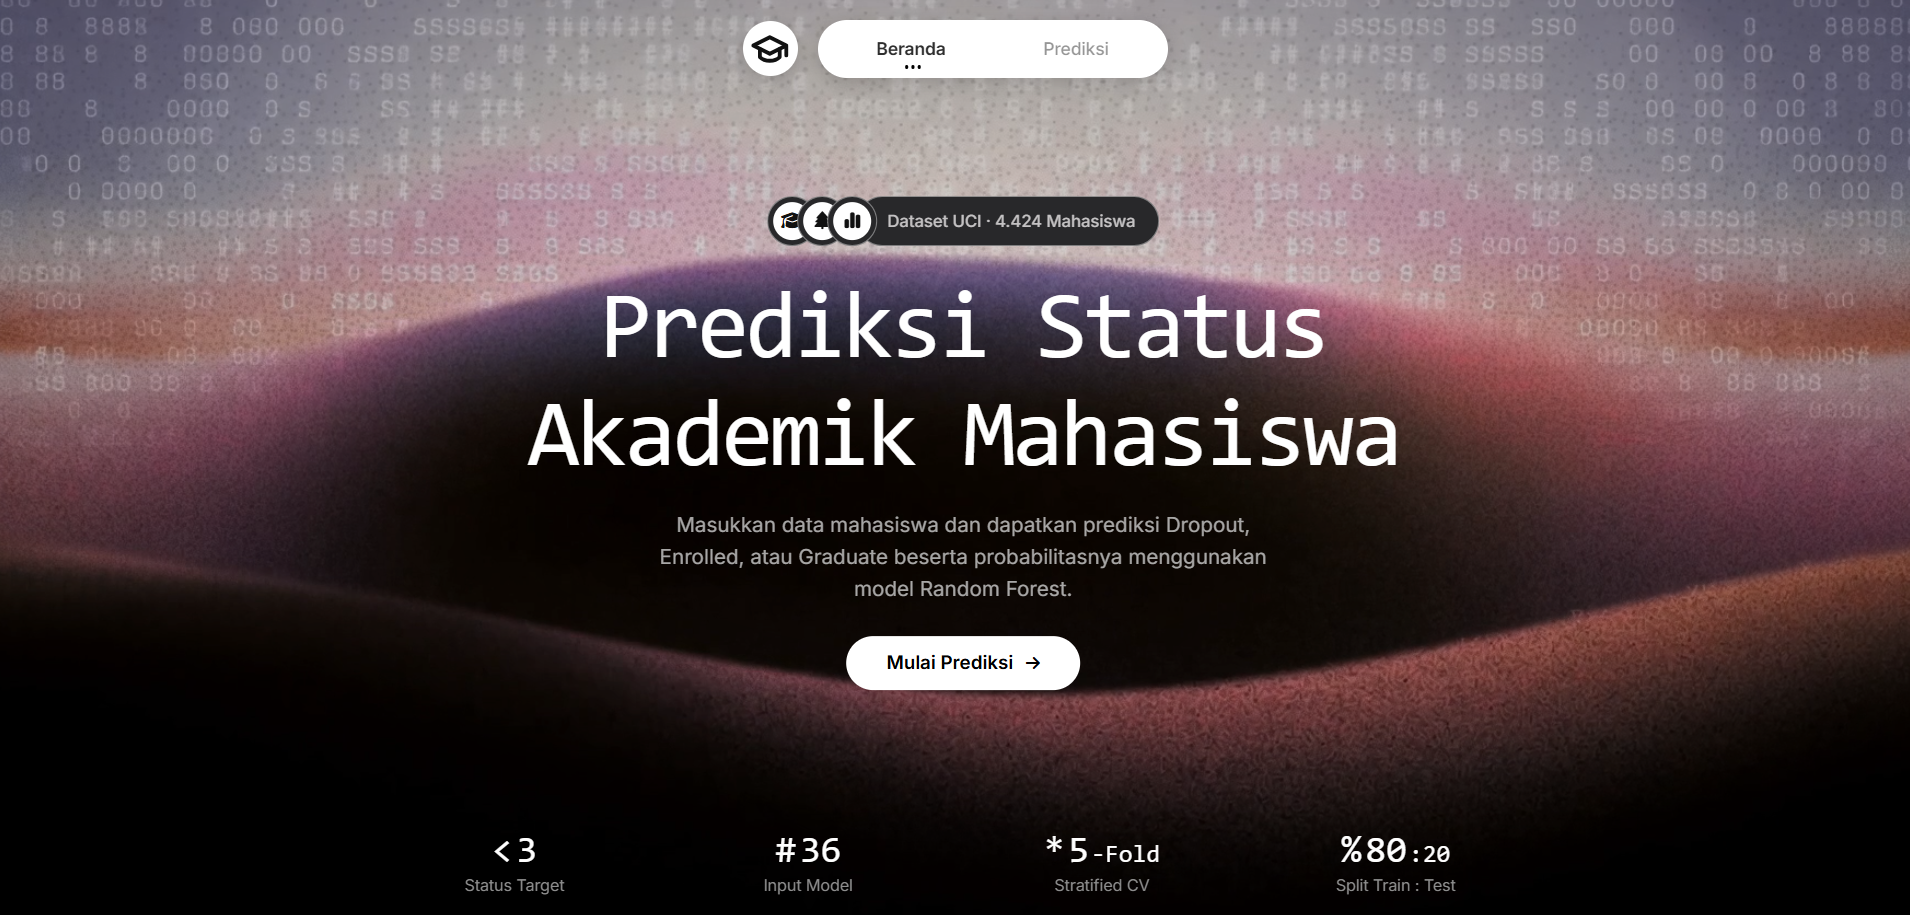 Beranda
Prediksi
Dataset UCI · 4.424 Mahasiswa
Prediksi Status
Akademik Mahasiswa
Masukkan data mahasiswa dan dapatkan prediksi Dropout,
Enrolled, atau Graduate beserta probabilitasnya menggunakan
model Random Forest.
Mulai Prediksi →
<3
Status Target
#36
Input Model
*5-Fold
Stratified CV
%80:20
Split Train : Test